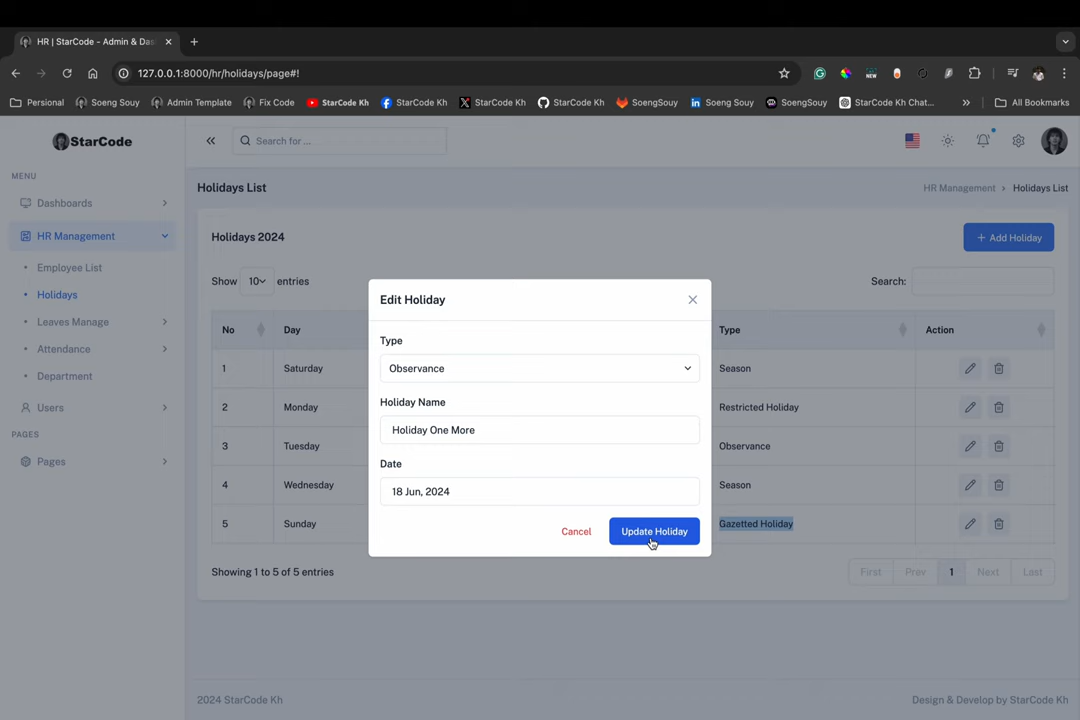 HR | StarCode - Admin & Das
127.0.0.1:8000/hr/holidays/page#!
NEW
Personal
Soeng Souy
Admin Template
Fix Code
StarCode Kh
StarCode Kh
StarCode Kh
StarCode Kh
SoengSouy
Soeng Souy
SoengSouy
StarCode Kh Chat...
All Bookmarks
StarCode
Search for ...
MENU
Dashboards
HR Management
Employee List
Holidays
Leaves Manage
Attendance
Department
Users
PAGES
Pages
Holidays List
HR Management
Holidays List
Holidays 2024
+ Add Holiday
Show 10 entries
Search:
No Day Type Action
1 Saturday Season
2 Monday Restricted Holiday
3 Tuesday Observance
4 Wednesday Season
5 Sunday Gazetted Holiday
Showing 1 to 5 of 5 entries
First Prev 1 Next Last
Edit Holiday
Type
Observance
Holiday Name
Holiday One More
Date
18 Jun, 2024
Cancel
Update Holiday
2024 StarCode Kh
Design & Develop by StarCode Kh